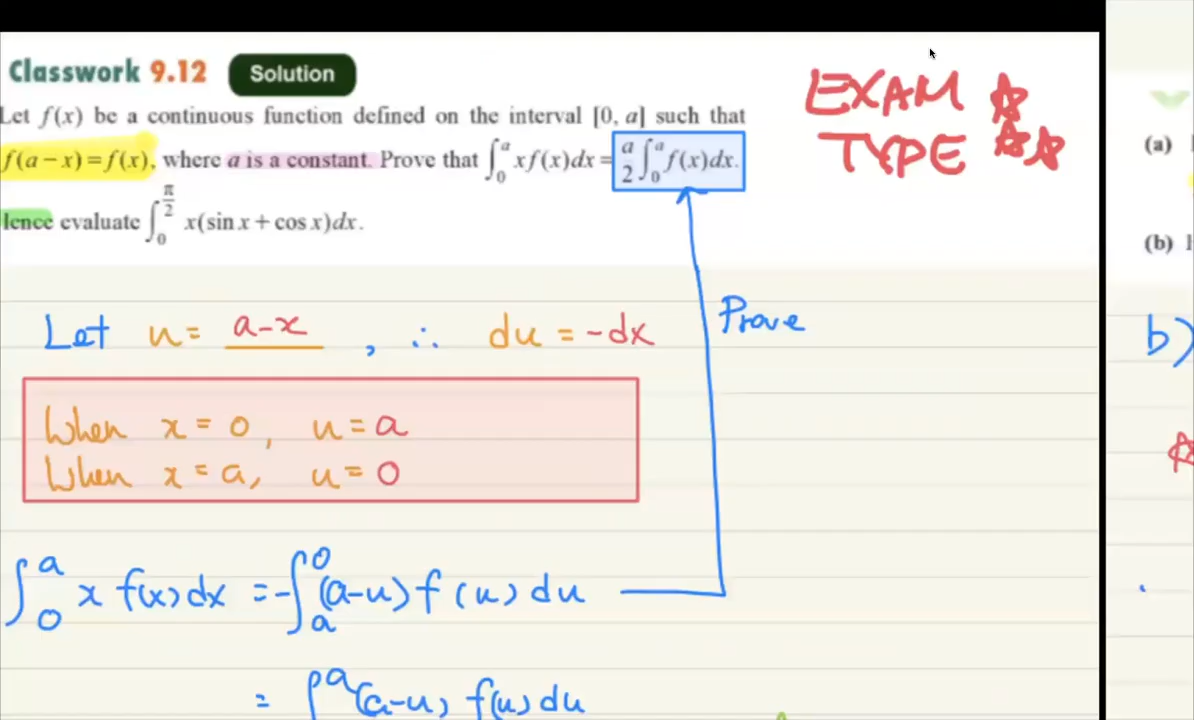 Classwork 9.12 Solution
Let f(x) be a continuous function defined on the interval [0, a] such that
f(a − x) = f(x), where a is a constant. Prove that ∫₀ᵃ xf(x)dx = a/2 ∫₀ᵃ f(x)dx.
Hence evaluate ∫₀^(π/2) x(sin x + cos x)dx.
EXAM
TYPE
Let u = a-x , ∴ du = -dx
Prove
When x = 0, u = a
When x = a, u = 0
∫₀ᵃ x f(x) dx = -∫ₐ⁰ (a-u) f(u) du
= ∫ᵃ (a-u) f(u) du
(a)
(b)
b)